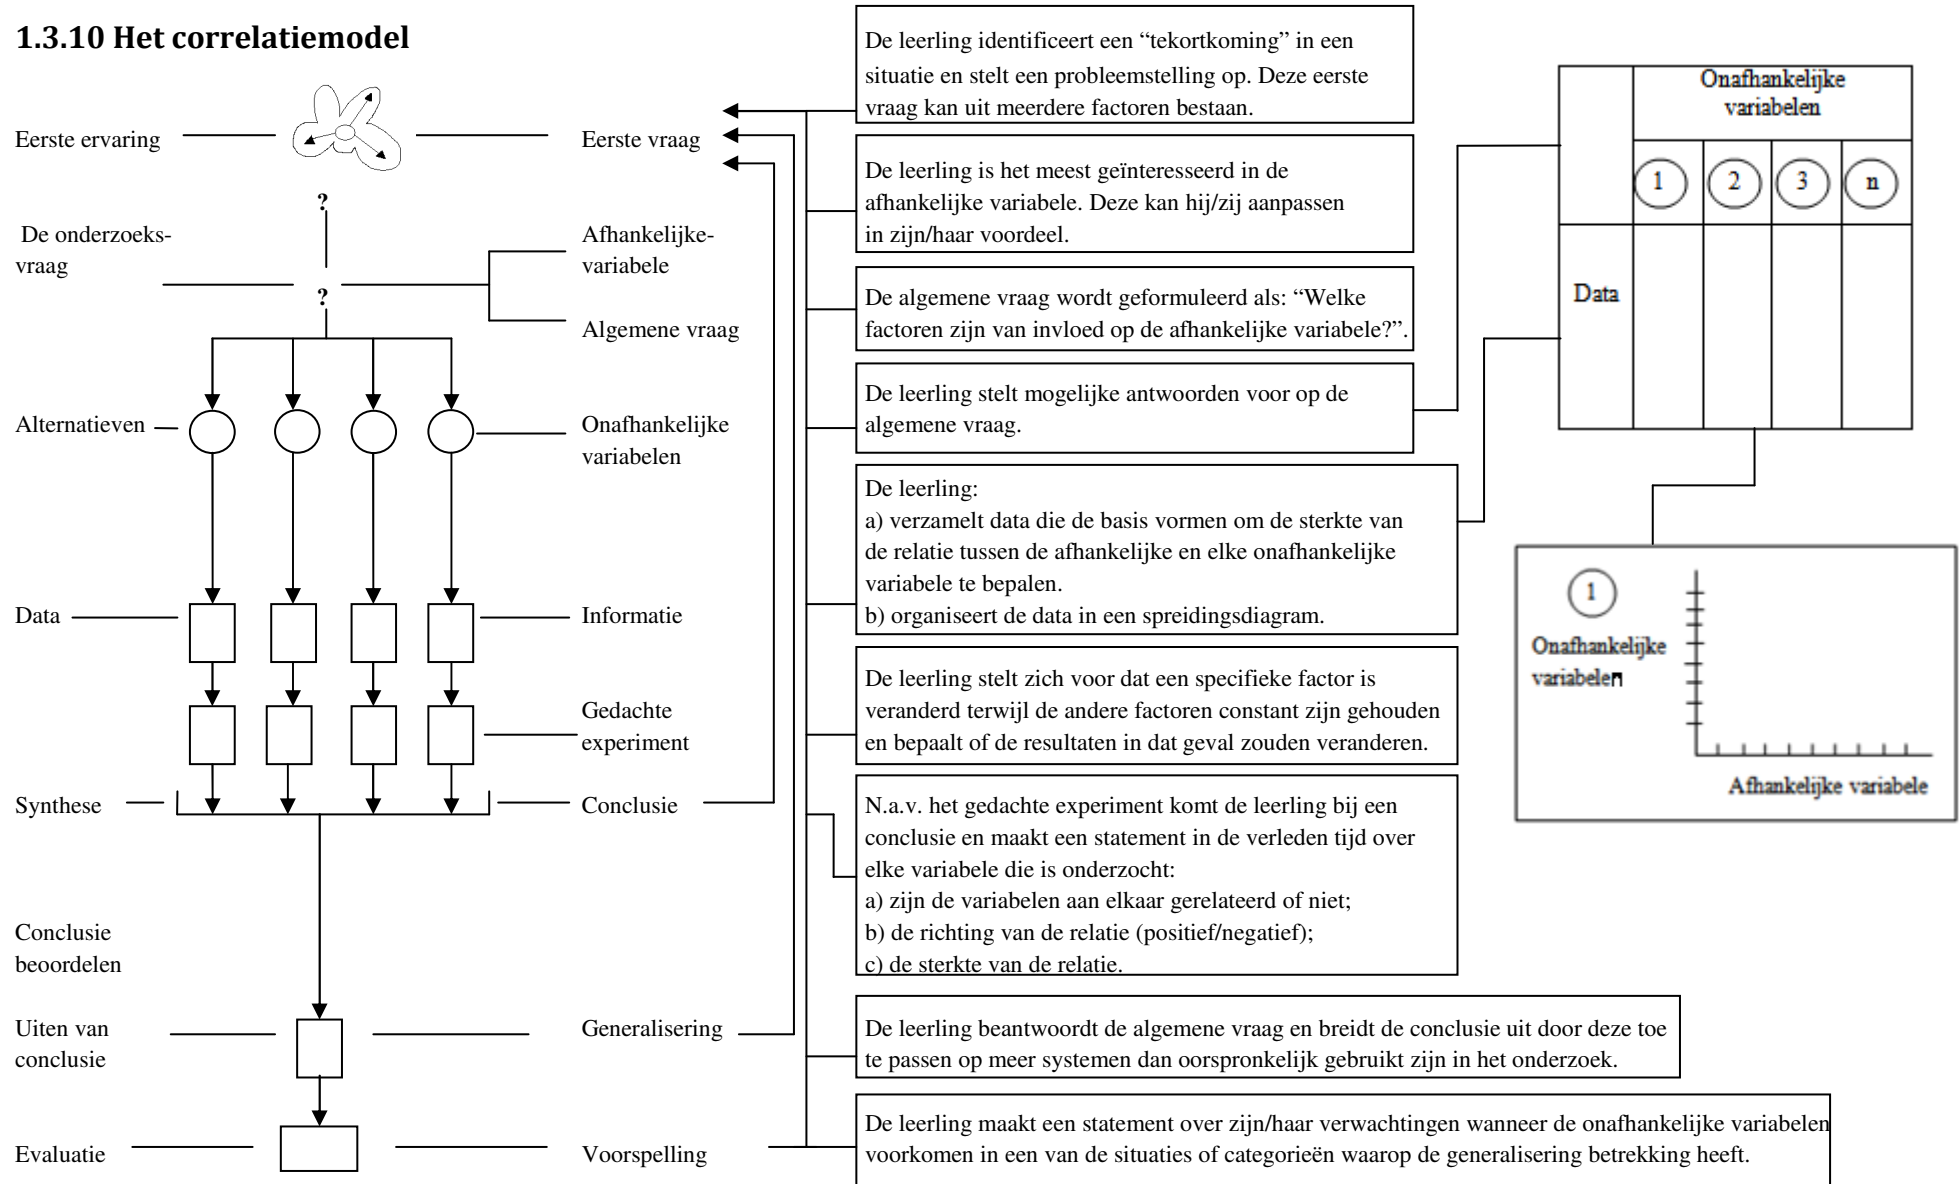 1.3.10 Het correlatiemodel
Eerste ervaring
Eerste vraag
?
De onderzoeks-
vraag
?
Afhankelijke-
variabele
Algemene vraag
Alternatieven
Onafhankelijke
variabelen
Data
Informatie
Gedachte
experiment
Synthese
Conclusie
Conclusie
beoordelen
Uiten van
conclusie
Generalisering
Evaluatie
Voorspelling
De leerling identificeert een “tekortkoming” in een
situatie en stelt een probleemstelling op. Deze eerste
vraag kan uit meerdere factoren bestaan.
De leerling is het meest geïnteresseerd in de
afhankelijke variabele. Deze kan hij/zij aanpassen
in zijn/haar voordeel.
De algemene vraag wordt geformuleerd als: “Welke
factoren zijn van invloed op de afhankelijke variabele?”.
De leerling stelt mogelijke antwoorden voor op de
algemene vraag.
De leerling:
a) verzamelt data die de basis vormen om de sterkte van
de relatie tussen de afhankelijke en elke onafhankelijke
variabele te bepalen.
b) organiseert de data in een spreidingsdiagram.
De leerling stelt zich voor dat een specifieke factor is
veranderd terwijl de andere factoren constant zijn gehouden
en bepaalt of de resultaten in dat geval zouden veranderen.
N.a.v. het gedachte experiment komt de leerling bij een
conclusie en maakt een statement in de verleden tijd over
elke variabele die is onderzocht:
a) zijn de variabelen aan elkaar gerelateerd of niet;
b) de richting van de relatie (positief/negatief);
c) de sterkte van de relatie.
De leerling beantwoordt de algemene vraag en breidt de conclusie uit door deze toe
te passen op meer systemen dan oorspronkelijk gebruikt zijn in het onderzoek.
De leerling maakt een statement over zijn/haar verwachtingen wanneer de onafhankelijke variabelen
voorkomen in een van de situaties of categorieën waarop de generalisering betrekking heeft.
Onafhankelijke
variabelen
1 2 3 n
Data
1
Onafhankelijke
variabelen
Afhankelijke variabele